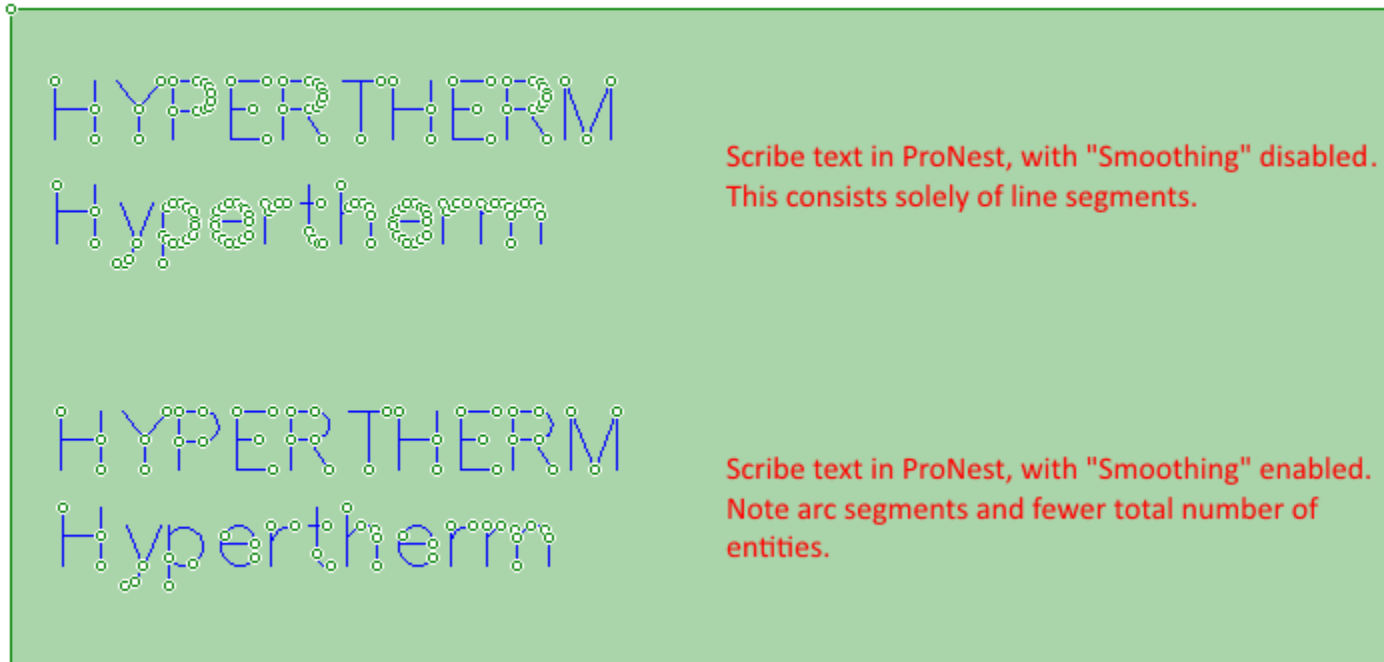 HYPERTHERM
Hypertherm
Scribe text in ProNest, with "Smoothing" disabled.
This consists solely of line segments.
HYPERTHERM
Hypertherm
Scribe text in ProNest, with "Smoothing" enabled.
Note arc segments and fewer total number of
entities.